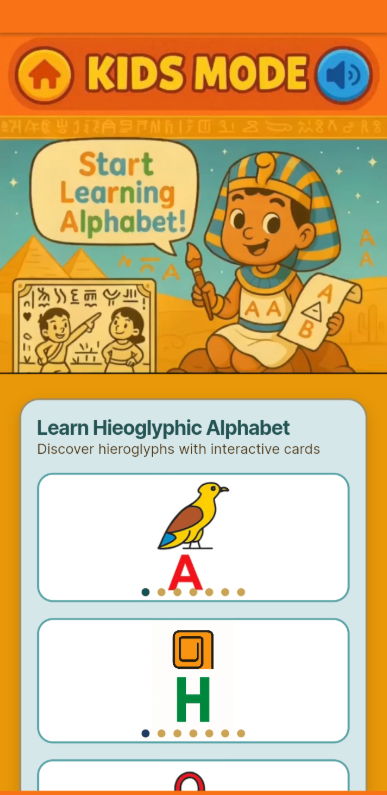 KIDS MODE
Start
Learning
Alphabet!
A A
A
B
Learn Hieoglyphic Alphabet
Discover hieroglyphs with interactive cards
A
H